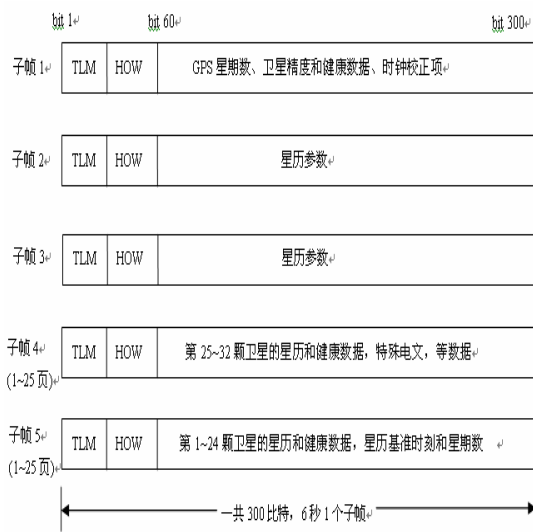 bit 1 bit 60 bit 300
子帧 1 TLM HOW GPS 星期数、卫星精度和健康数据、时钟校正项
子帧 2 TLM HOW 星历参数
子帧 3 TLM HOW 星历参数
子帧 4
(1~25 页) TLM HOW 第 25~32 颗卫星的星历和健康数据，特殊电文，等数据
子帧 5
(1~25 页) TLM HOW 第 1~24 颗卫星的星历和健康数据，星历基准时刻和星期数
一共 300 比特，6 秒 1 个子帧